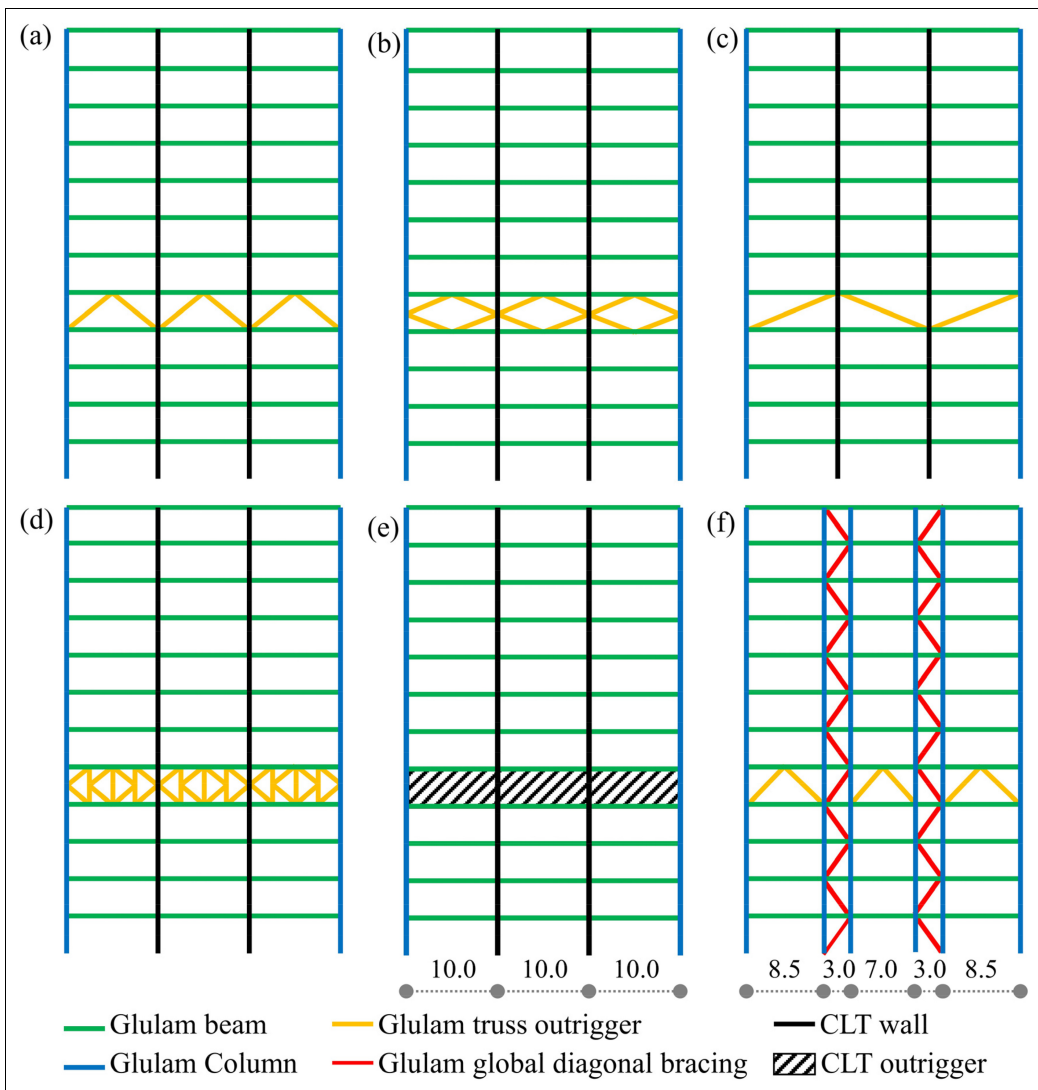 (a)
(b)
(c)
(d)
(e)
(f)
10.0 10.0 10.0
8.5 3.0 7.0 3.0 8.5
Glulam beam Glulam truss outrigger CLT wall
Glulam Column Glulam global diagonal bracing CLT outrigger